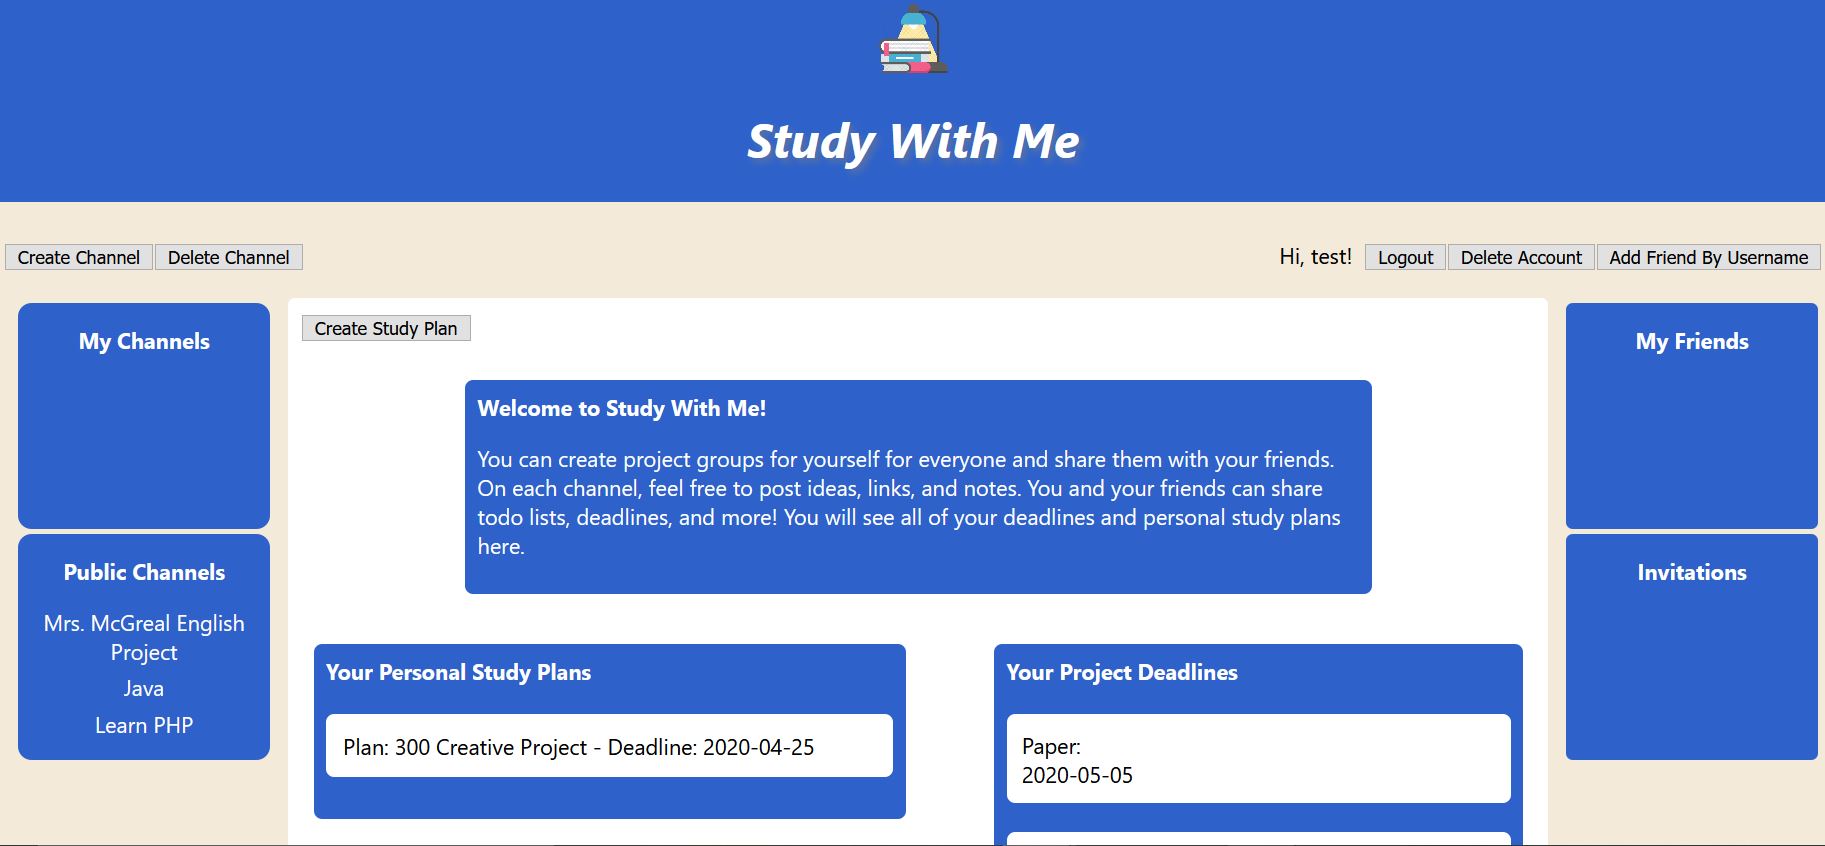 Study With Me
Create Channel
Delete Channel
Hi, test!
Logout
Delete Account
Add Friend By Username
My Channels
Public Channels
Mrs. McGreal English
Project
Java
Learn PHP
Create Study Plan
Welcome to Study With Me!
You can create project groups for yourself for everyone and share them with your friends.
On each channel, feel free to post ideas, links, and notes. You and your friends can share
todo lists, deadlines, and more! You will see all of your deadlines and personal study plans
here.
Your Personal Study Plans
Plan: 300 Creative Project - Deadline: 2020-04-25
Your Project Deadlines
Paper:
2020-05-05
My Friends
Invitations